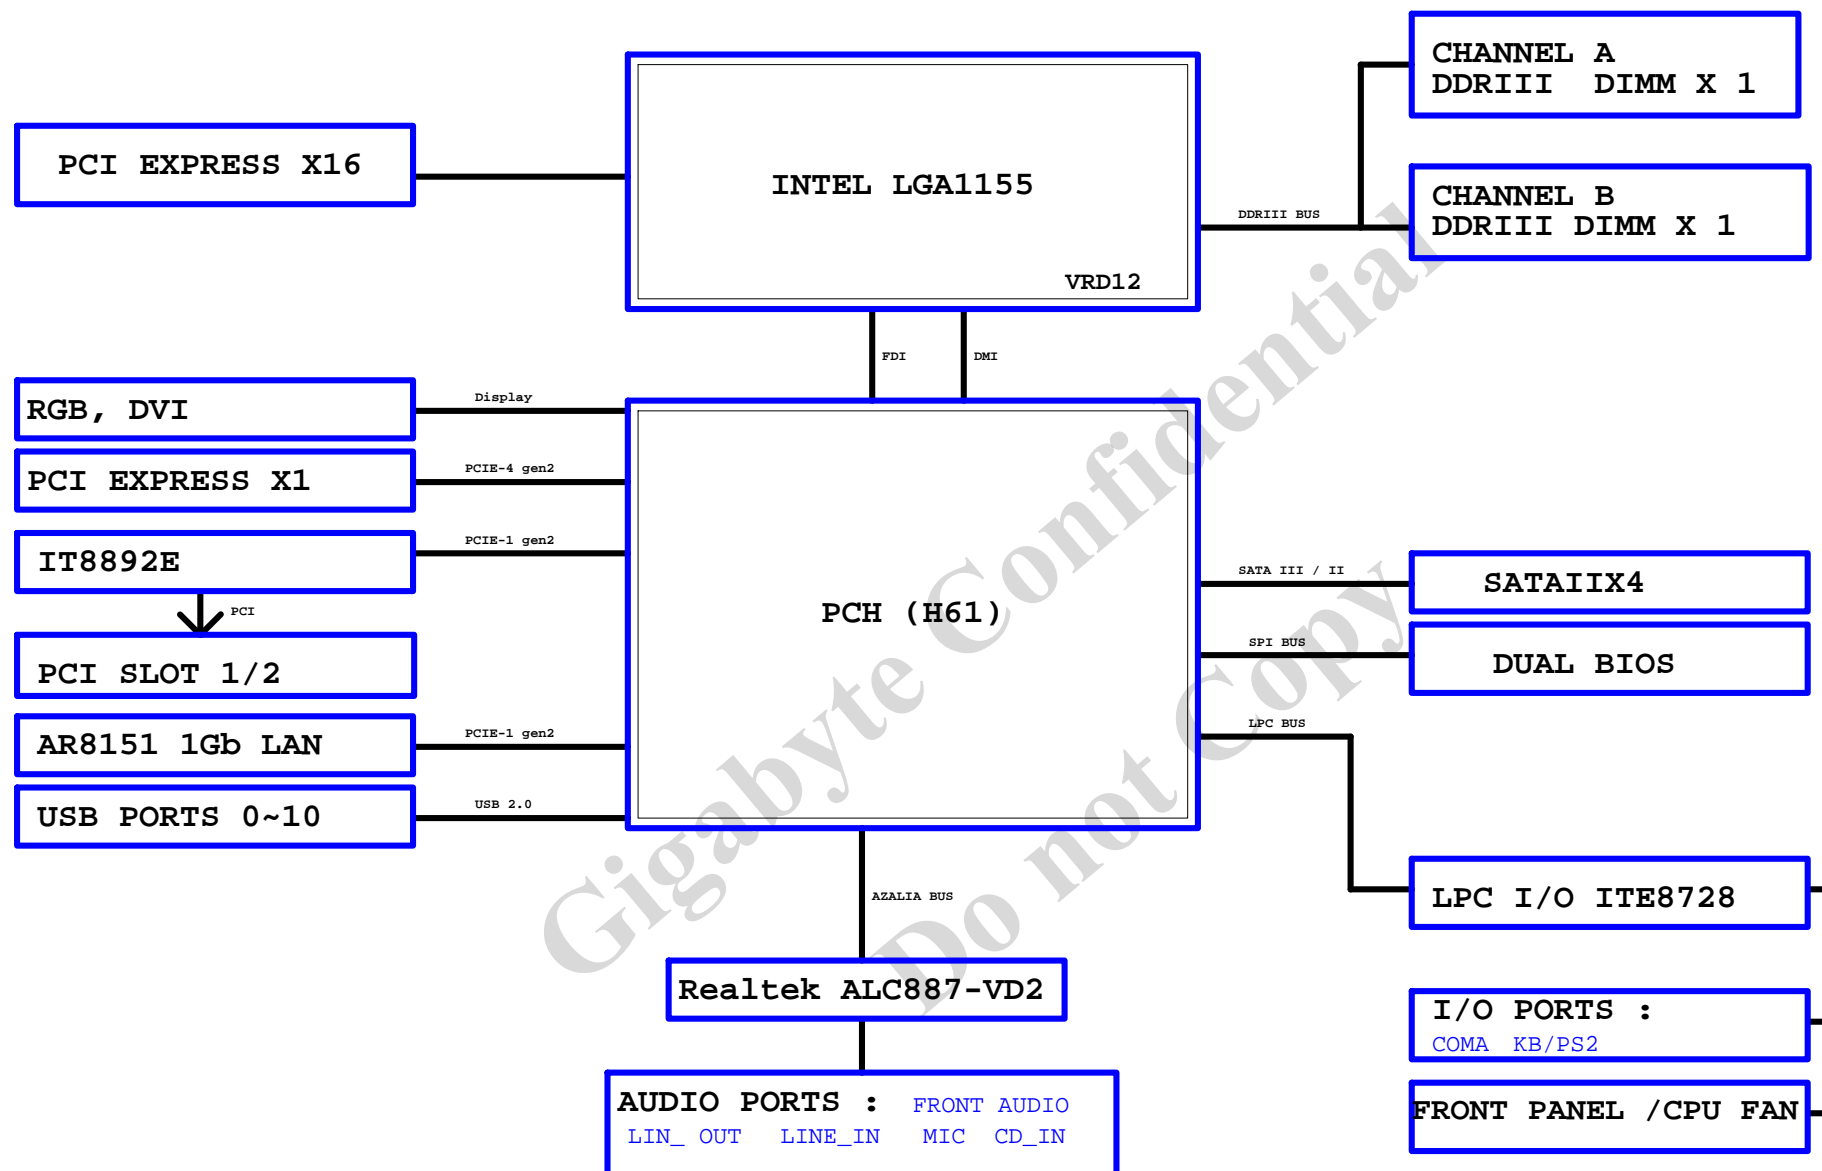 CHANNEL A
DDRIII DIMM X 1
PCI EXPRESS X16
INTEL LGA1155
CHANNEL B
DDRIII DIMM X 1
DDRIII BUS
VRD12
FDI
DMI
RGB, DVI
Display
PCI EXPRESS X1
PCIE-4 gen2
IT8892E
PCIE-1 gen2
PCI
PCI SLOT 1/2
PCH (H61)
SATA III / II
SATAIIX4
SPI BUS
DUAL BIOS
AR8151 1Gb LAN
PCIE-1 gen2
LPC BUS
USB PORTS 0~10
USB 2.0
AZALIA BUS
LPC I/O ITE8728
Realtek ALC887-VD2
I/O PORTS :
COMA KB/PS2
AUDIO PORTS : FRONT AUDIO
LIN_ OUT LINE_IN MIC CD_IN
FRONT PANEL /CPU FAN
Gigabyte Confidential
Do not Copy